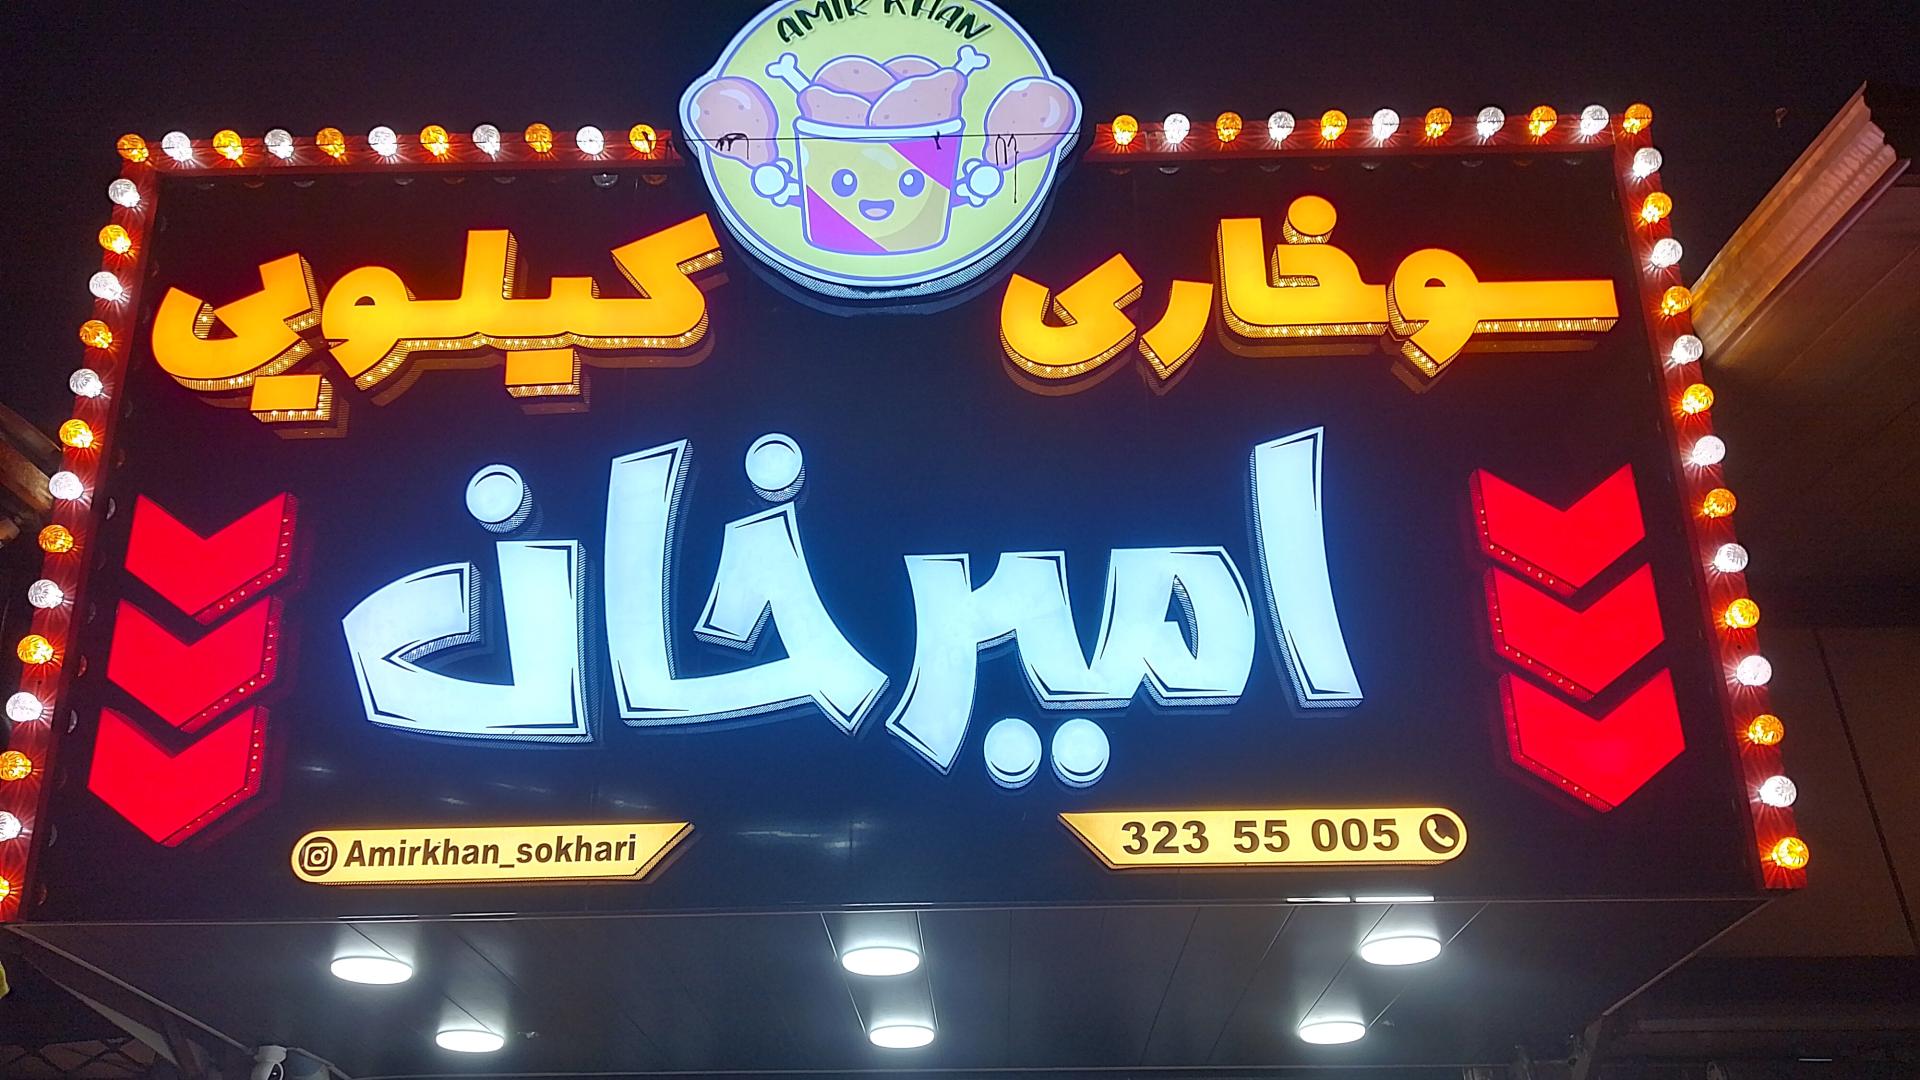 AMIR KHAN
سوخاری کیلویی
امیرخان
Amirkhan_sokhari
323 55 005